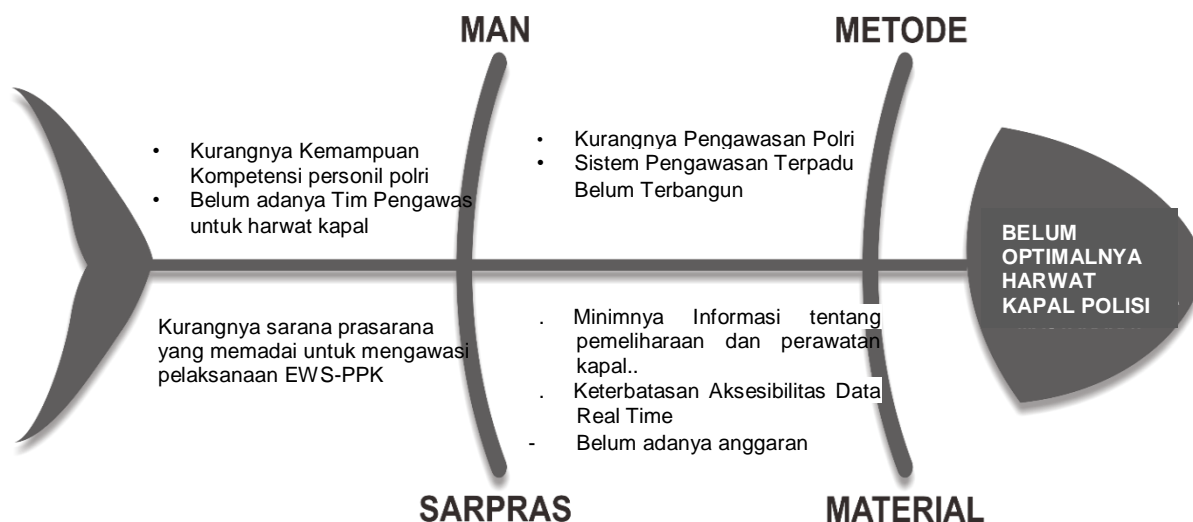 MAN
METODE
• Kurangnya Kemampuan
Kompetensi personil polri
• Belum adanya Tim Pengawas
untuk harwat kapal
• Kurangnya Pengawasan Polri
• Sistem Pengawasan Terpadu
Belum Terbangun
BELUM
OPTIMALNYA
HARWAT
KAPAL POLISI
Kurangnya sarana prasarana
yang memadai untuk mengawasi
pelaksanaan EWS-PPK
. Minimnya Informasi tentang
pemeliharaan dan perawatan
kapal..
. Keterbatasan Aksesibilitas Data
Real Time
- Belum adanya anggaran
SARPRAS
MATERIAL